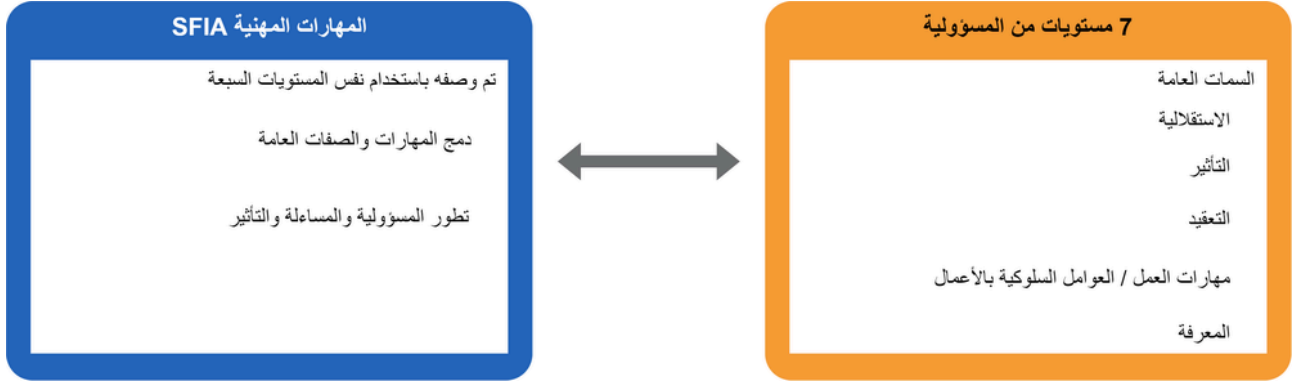 7 مستويات من المسؤولية
السمات العامة
الاستقلالية
التأثير
التعقيد
مهارات العمل / العوامل السلوكية بالأعمال
المعرفة
المهارات المهنية SFIA
تم وصفه باستخدام نفس المستويات السبعة
دمج المهارات والصفات العامة
تطور المسؤولية والمساءلة والتأثير